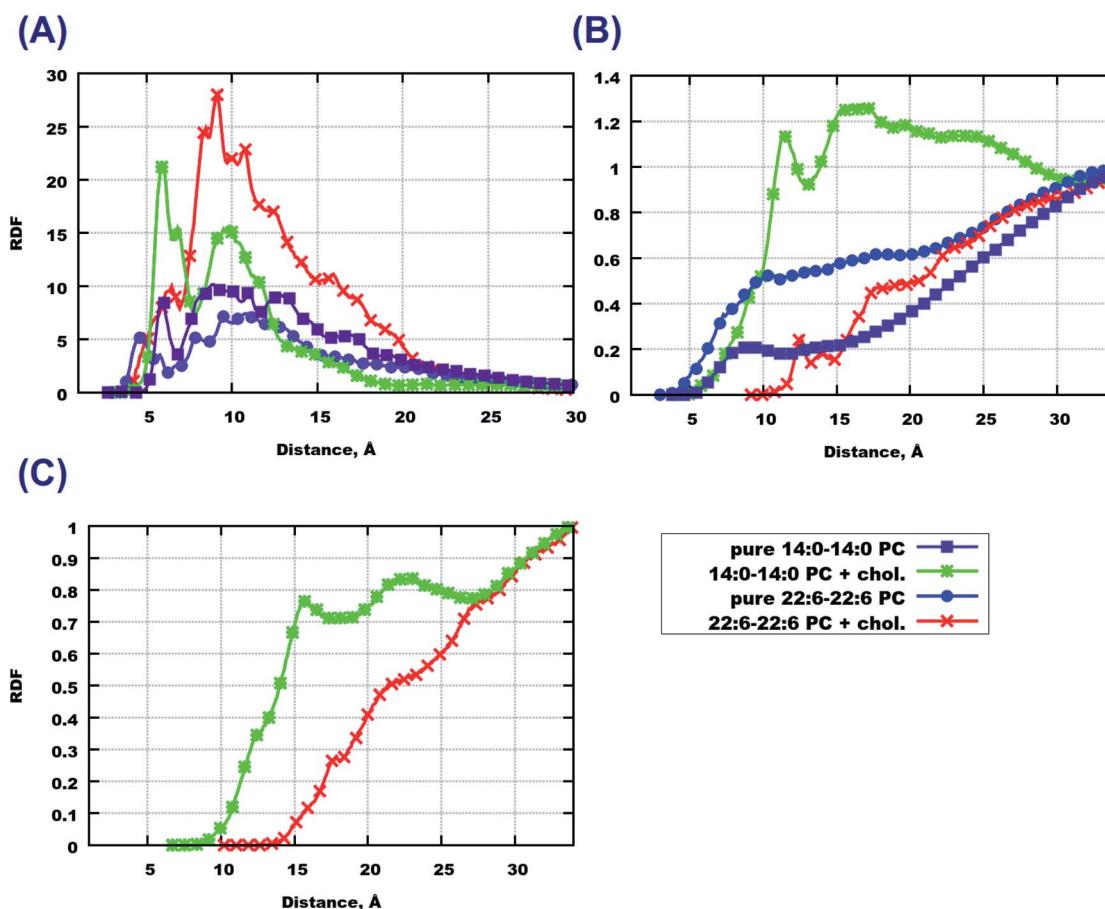 (A)
30
25
20
15
10
5
0
RDF
5 10 15 20 25 30
Distance, Å
(B)
1.4
1.2
1
0.8
0.6
0.4
0.2
0
5 10 15 20 25 30
Distance, Å
(C)
1
0.9
0.8
0.7
0.6
0.5
0.4
0.3
0.2
0.1
0
RDF
5 10 15 20 25 30
Distance, Å
pure 14:0-14:0 PC
14:0-14:0 PC + chol.
pure 22:6-22:6 PC
22:6-22:6 PC + chol.